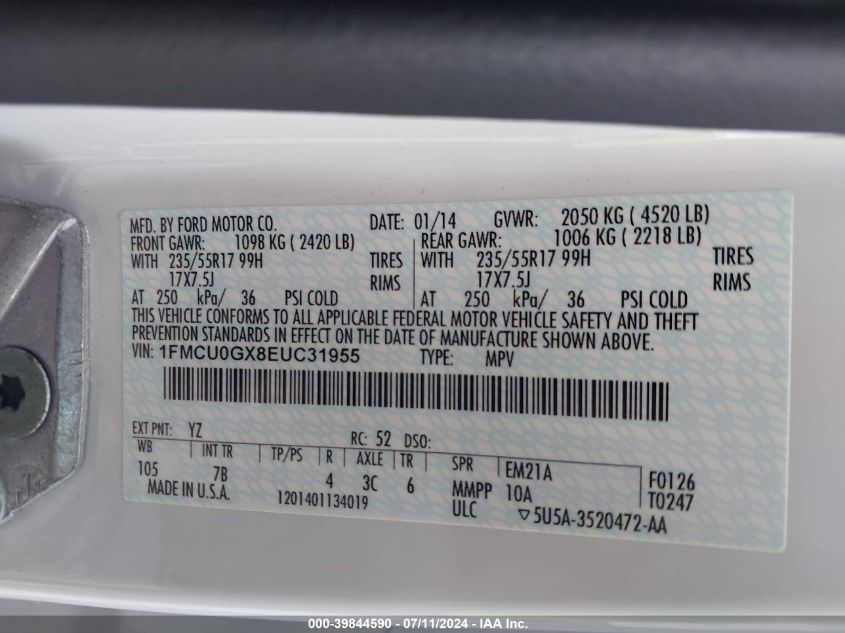 MFD. BY FORD MOTOR CO. DATE: 01/14 GVWR: 2050 KG ( 4520 LB)
FRONT GAWR: 1098 KG ( 2420 LB) REAR GAWR: 1006 KG ( 2218 LB)
WITH 235/55R17 99H TIRES WITH 235/55R17 99H TIRES
17X7.5J RIMS 17X7.5J RIMS
AT 250 kPa/ 36 PSI COLD AT 250 kPa/ 36 PSI COLD
THIS VEHICLE CONFORMS TO ALL APPLICABLE FEDERAL MOTOR VEHICLE SAFETY AND THEFT
PREVENTION STANDARDS IN EFFECT ON THE DATE OF MANUFACTURE SHOWN ABOVE.
VIN: 1FMCU0GX8EUC31955 TYPE: MPV
EXT PNT: YZ RC: 52 DSO:
WB INT TR TP/PS R AXLE TR SPR EM21A F0126
105 7B 4 3C 6 MMPP 10A T0247
MADE IN U.S.A. 1201401134019 ULC ▽5U5A-3520472-AA
000-39844590 - 07/11/2024 - IAA Inc.